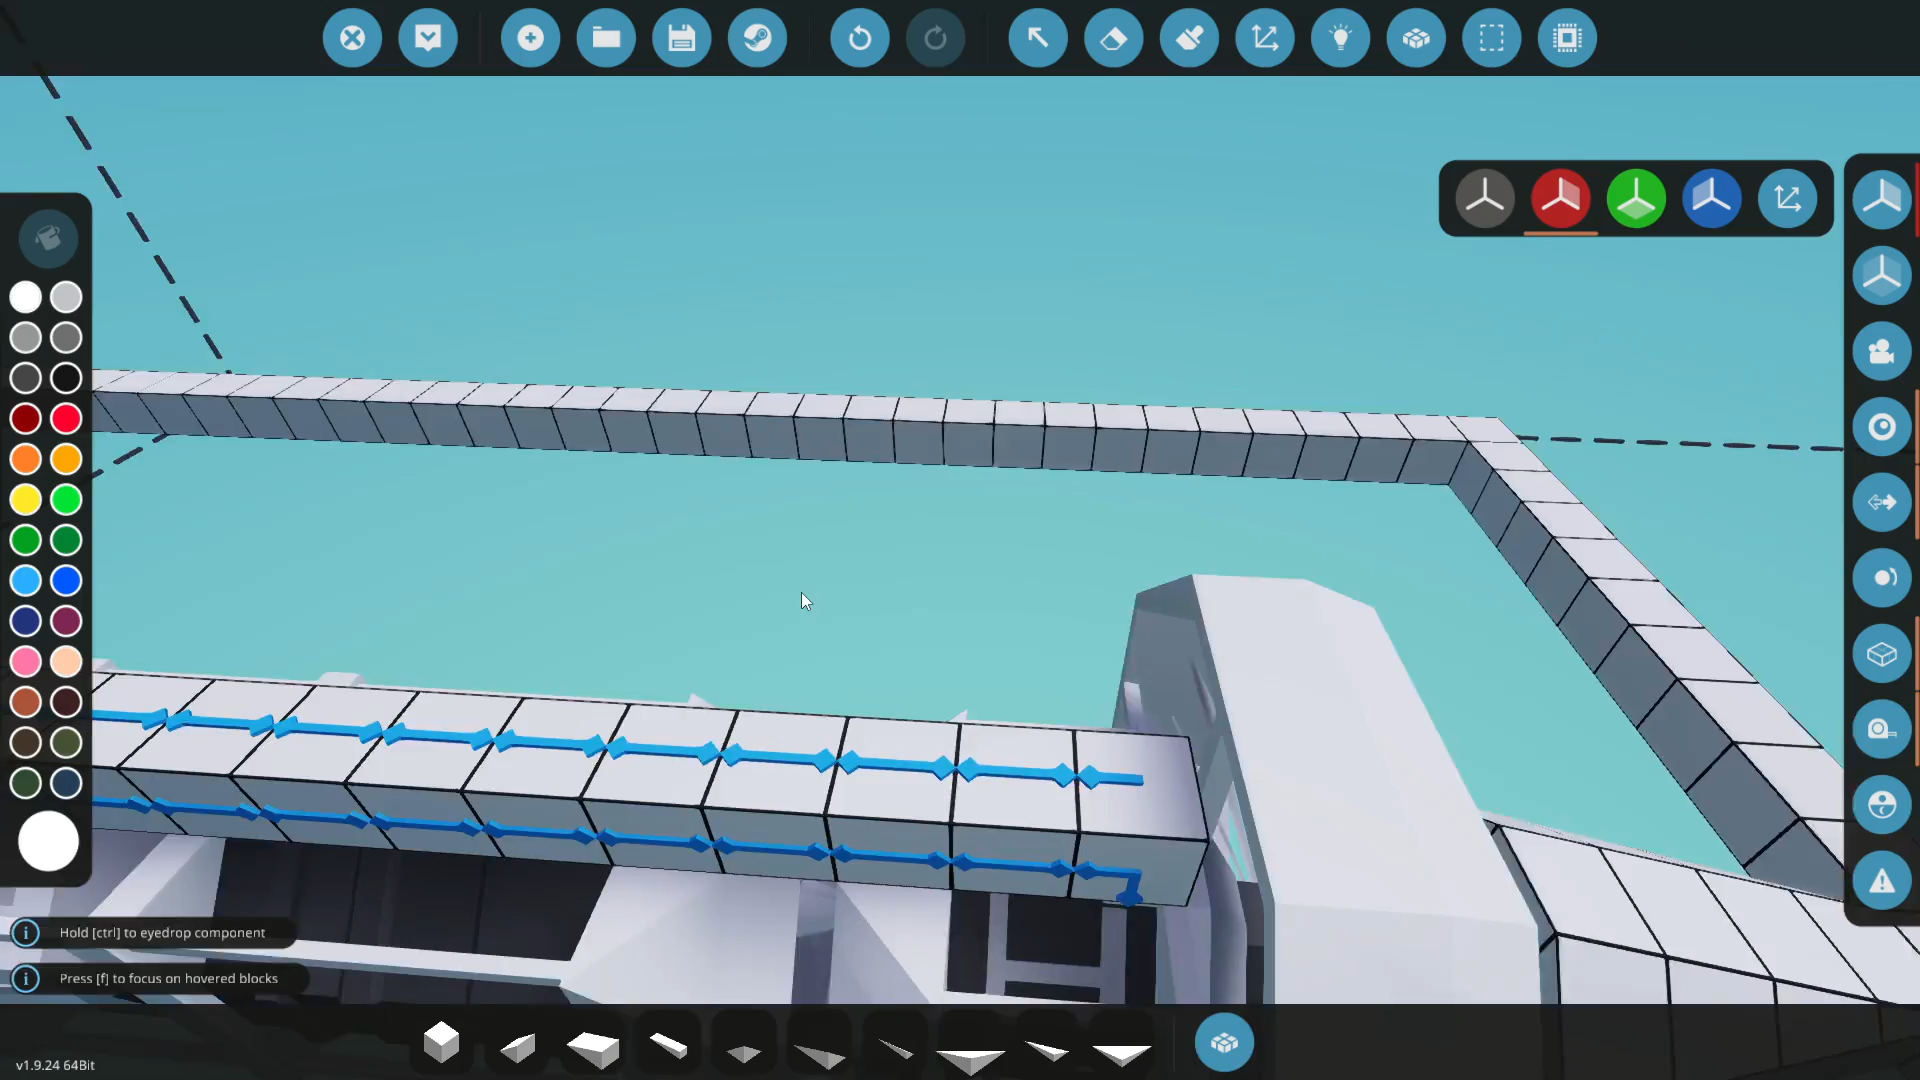 Hold [ctrl] to eyedrop component
Press [f] to focus on hovered blocks
v1.9.24 64Bit